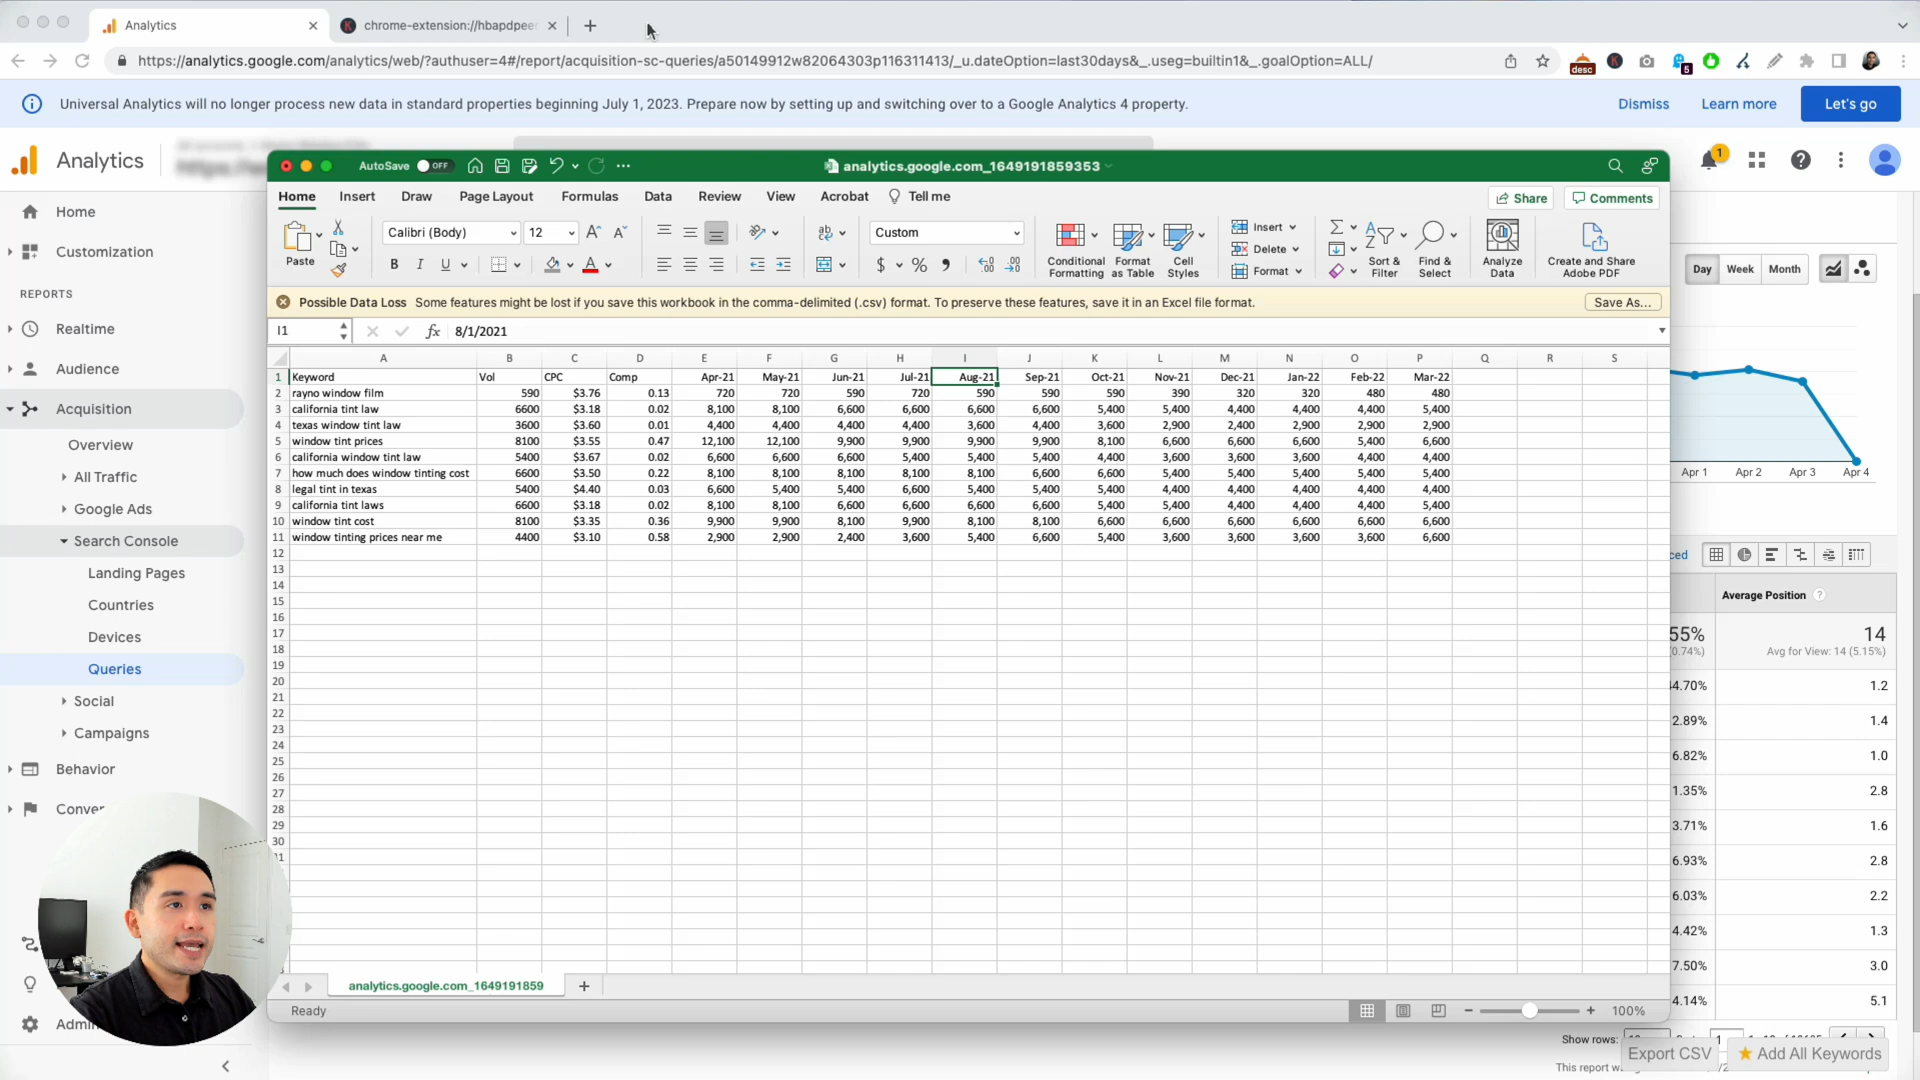 Analytics
chrome-extension://hbapdpeer
https://analytics.google.com/analytics/web/?authuser=4#/report/acquisition-sc-queries/a50149912w82064303p116311413/_u.dateOption=last30days&_.useg=builtin1&_.goalOption=ALL/
desc
5
Universal Analytics will no longer process new data in standard properties beginning July 1, 2023. Prepare now by setting up and switching over to a Google Analytics 4 property.
Dismiss
Learn more
Let's go
Analytics
1
AutoSave OFF
analytics.google.com_1649191859353
Home Insert Draw Page Layout Formulas Data Review View Acrobat Tell me
Share
Comments
Paste
Calibri (Body) 12
Custom
Conditional Formatting
Format as Table
Cell Styles
Insert
Delete
Format
Sort & Filter
Find & Select
Analyze Data
Create and Share Adobe PDF
Possible Data Loss Some features might be lost if you save this workbook in the comma-delimited (.csv) format. To preserve these features, save it in an Excel file format.
Save As...
I1 fx 8/1/2021
A B C D E F G H I J K L M N O P Q R S
1 Keyword Vol CPC Comp Apr-21 May-21 Jun-21 Jul-21 Aug-21 Sep-21 Oct-21 Nov-21 Dec-21 Jan-22 Feb-22 Mar-22
2 rayno window film 590 $3.76 0.13 720 720 590 720 590 590 590 390 320 320 480 480
3 california tint law 6600 $3.18 0.02 8,100 8,100 6,600 6,600 6,600 6,600 5,400 5,400 4,400 4,400 4,400 5,400
4 texas window tint law 3600 $3.60 0.01 4,400 4,400 4,400 4,400 3,600 4,400 3,600 2,900 2,400 2,900 2,900 2,900
5 window tint prices 8100 $3.55 0.47 12,100 12,100 9,900 9,900 9,900 9,900 8,100 6,600 6,600 6,600 5,400 6,600
6 california window tint law 5400 $3.67 0.02 6,600 6,600 6,600 5,400 5,400 5,400 4,400 3,600 3,600 3,600 4,400 4,400
7 how much does window tinting cost 6600 $3.50 0.22 8,100 8,100 8,100 8,100 8,100 6,600 6,600 5,400 5,400 5,400 5,400 5,400
8 legal tint in texas 5400 $4.40 0.03 6,600 5,400 5,400 6,600 5,400 5,400 5,400 4,400 4,400 4,400 4,400 4,400
9 california tint laws 6600 $3.18 0.02 8,100 8,100 6,600 6,600 6,600 6,600 5,400 5,400 4,400 4,400 4,400 5,400
10 window tint cost 8100 $3.35 0.36 9,900 9,900 8,100 9,900 8,100 8,100 6,600 6,600 6,600 6,600 6,600 6,600
11 window tinting prices near me 4400 $3.10 0.58 2,900 2,900 2,400 3,600 5,400 6,600 5,400 3,600 3,600 3,600 3,600 6,600
12
13
14
15
16
17
18
19
20
21
22
23
24
25
26
27
28
29
30
analytics.google.com_1649191859
Ready
100%
Home
Customization
REPORTS
Realtime
Audience
Acquisition
Overview
All Traffic
Google Ads
Search Console
Landing Pages
Countries
Devices
Queries
Social
Campaigns
Behavior
Conver
Admi
Day Week Month
Apr 1 Apr 2 Apr 3 Apr 4
Average Position
55% 14
0.74%) Avg for View: 14 (5.15%)
4.70% 1.2
2.89% 1.4
6.82% 1.0
1.35% 2.8
3.71% 1.6
6.93% 2.8
6.03% 2.2
4.42% 1.3
7.50% 3.0
4.14% 5.1
Show rows:
Export CSV
Add All Keywords